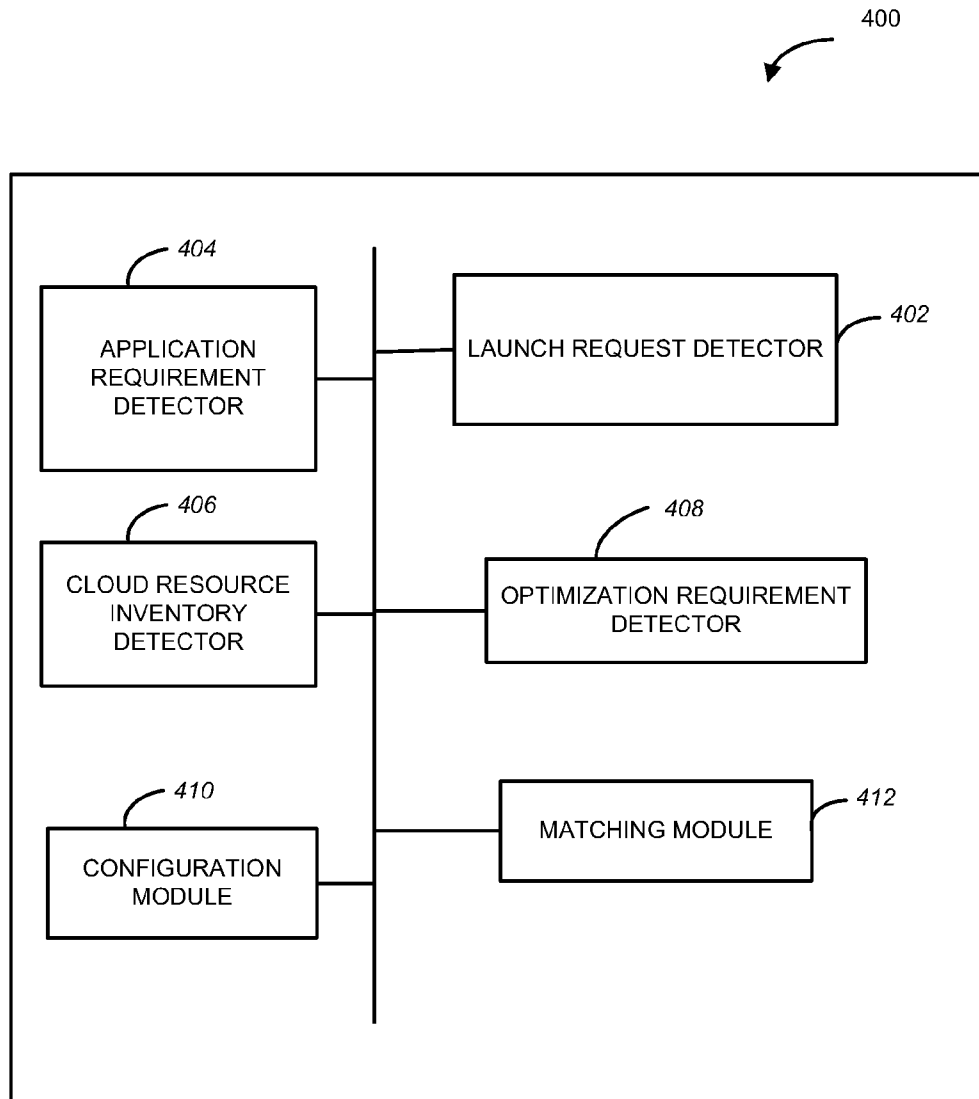 400
404
APPLICATION
REQUIREMENT
DETECTOR
LAUNCH REQUEST DETECTOR
402
406
CLOUD RESOURCE
INVENTORY
DETECTOR
408
OPTIMIZATION REQUIREMENT
DETECTOR
410
CONFIGURATION
MODULE
MATCHING MODULE
412